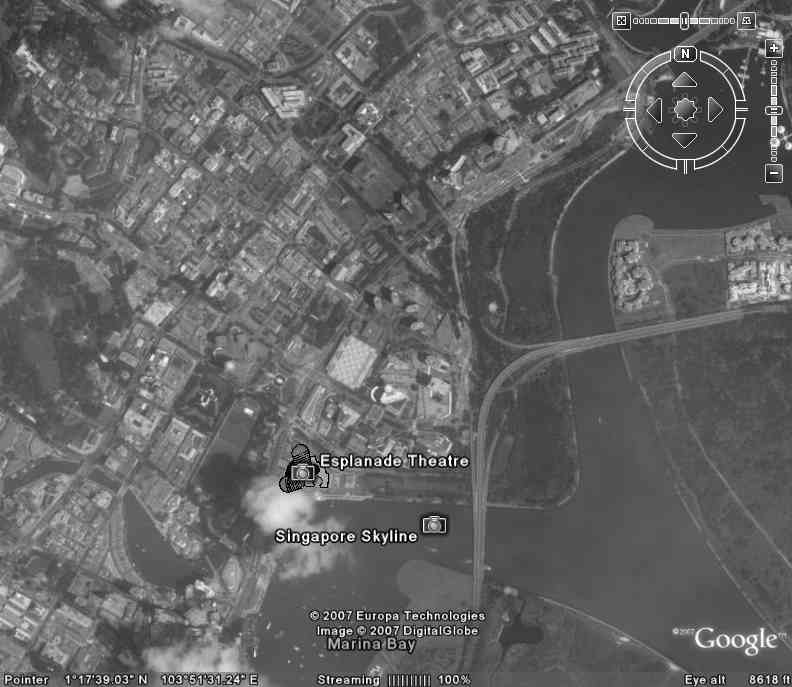 N
Esplanade Theatre
Singapore Skyline
© 2007 Europa Technologies
Image © 2007 DigitalGlobe
Marina Bay
©2007 Google™
Pointer 1°17'39.03" N 103°51'31.24" E Streaming |||||||||| 100% Eye alt 8618 ft